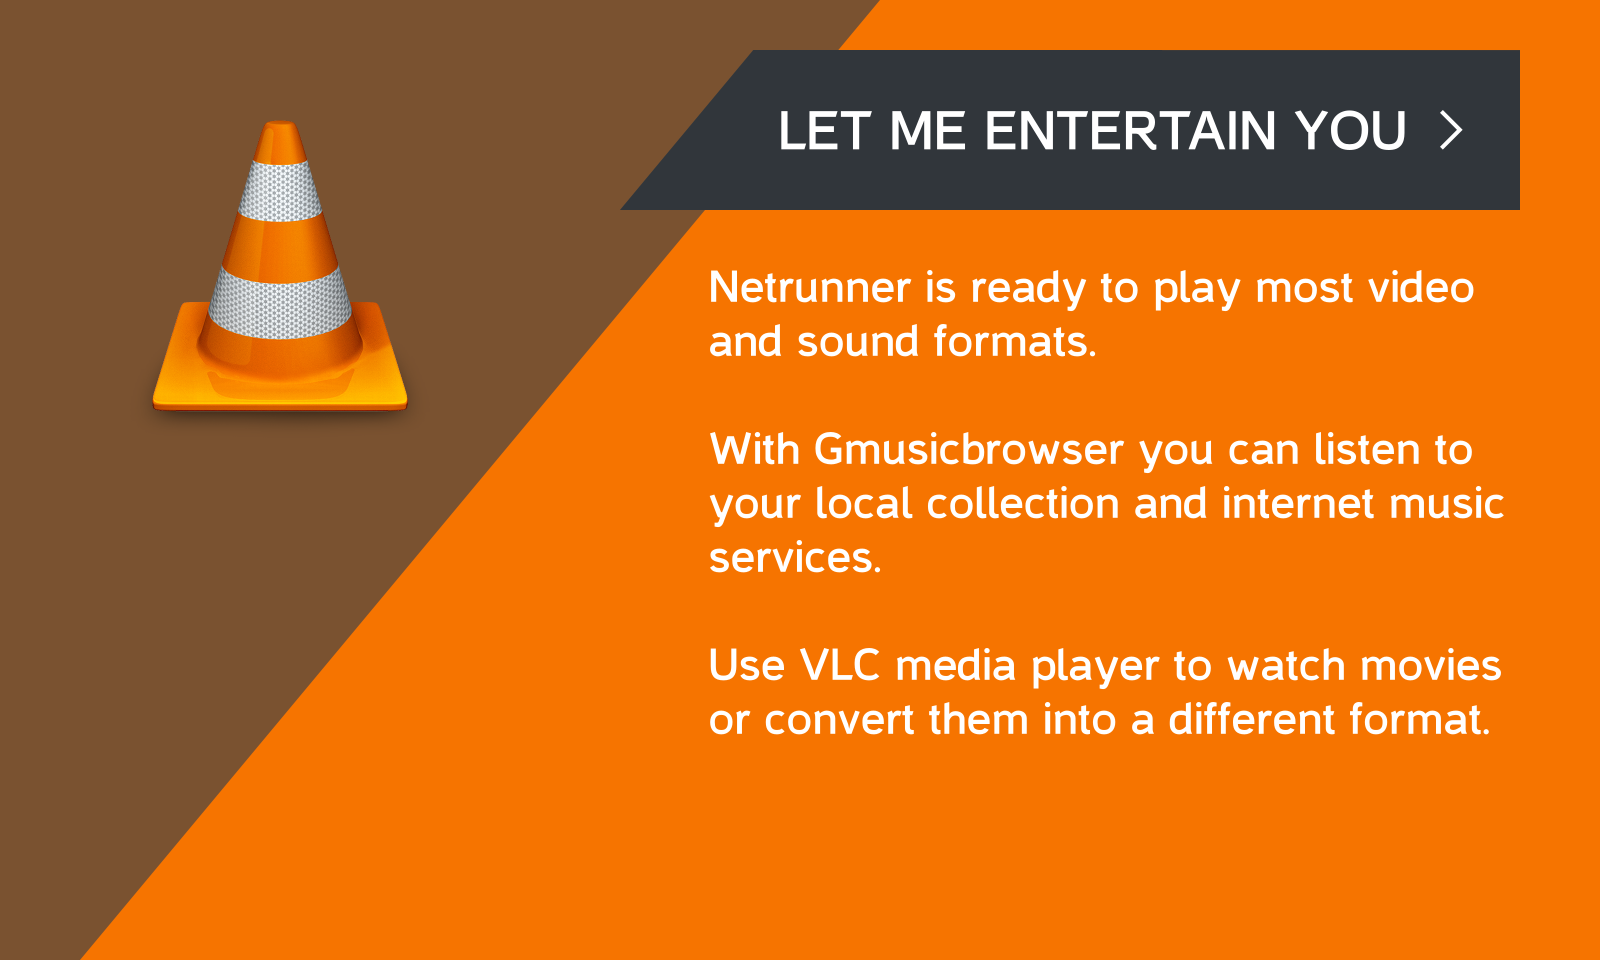 LET ME ENTERTAIN YOU >
Netrunner is ready to play most video
and sound formats.
With Gmusicbrowser you can listen to
your local collection and internet music
services.
Use VLC media player to watch movies
or convert them into a different format.